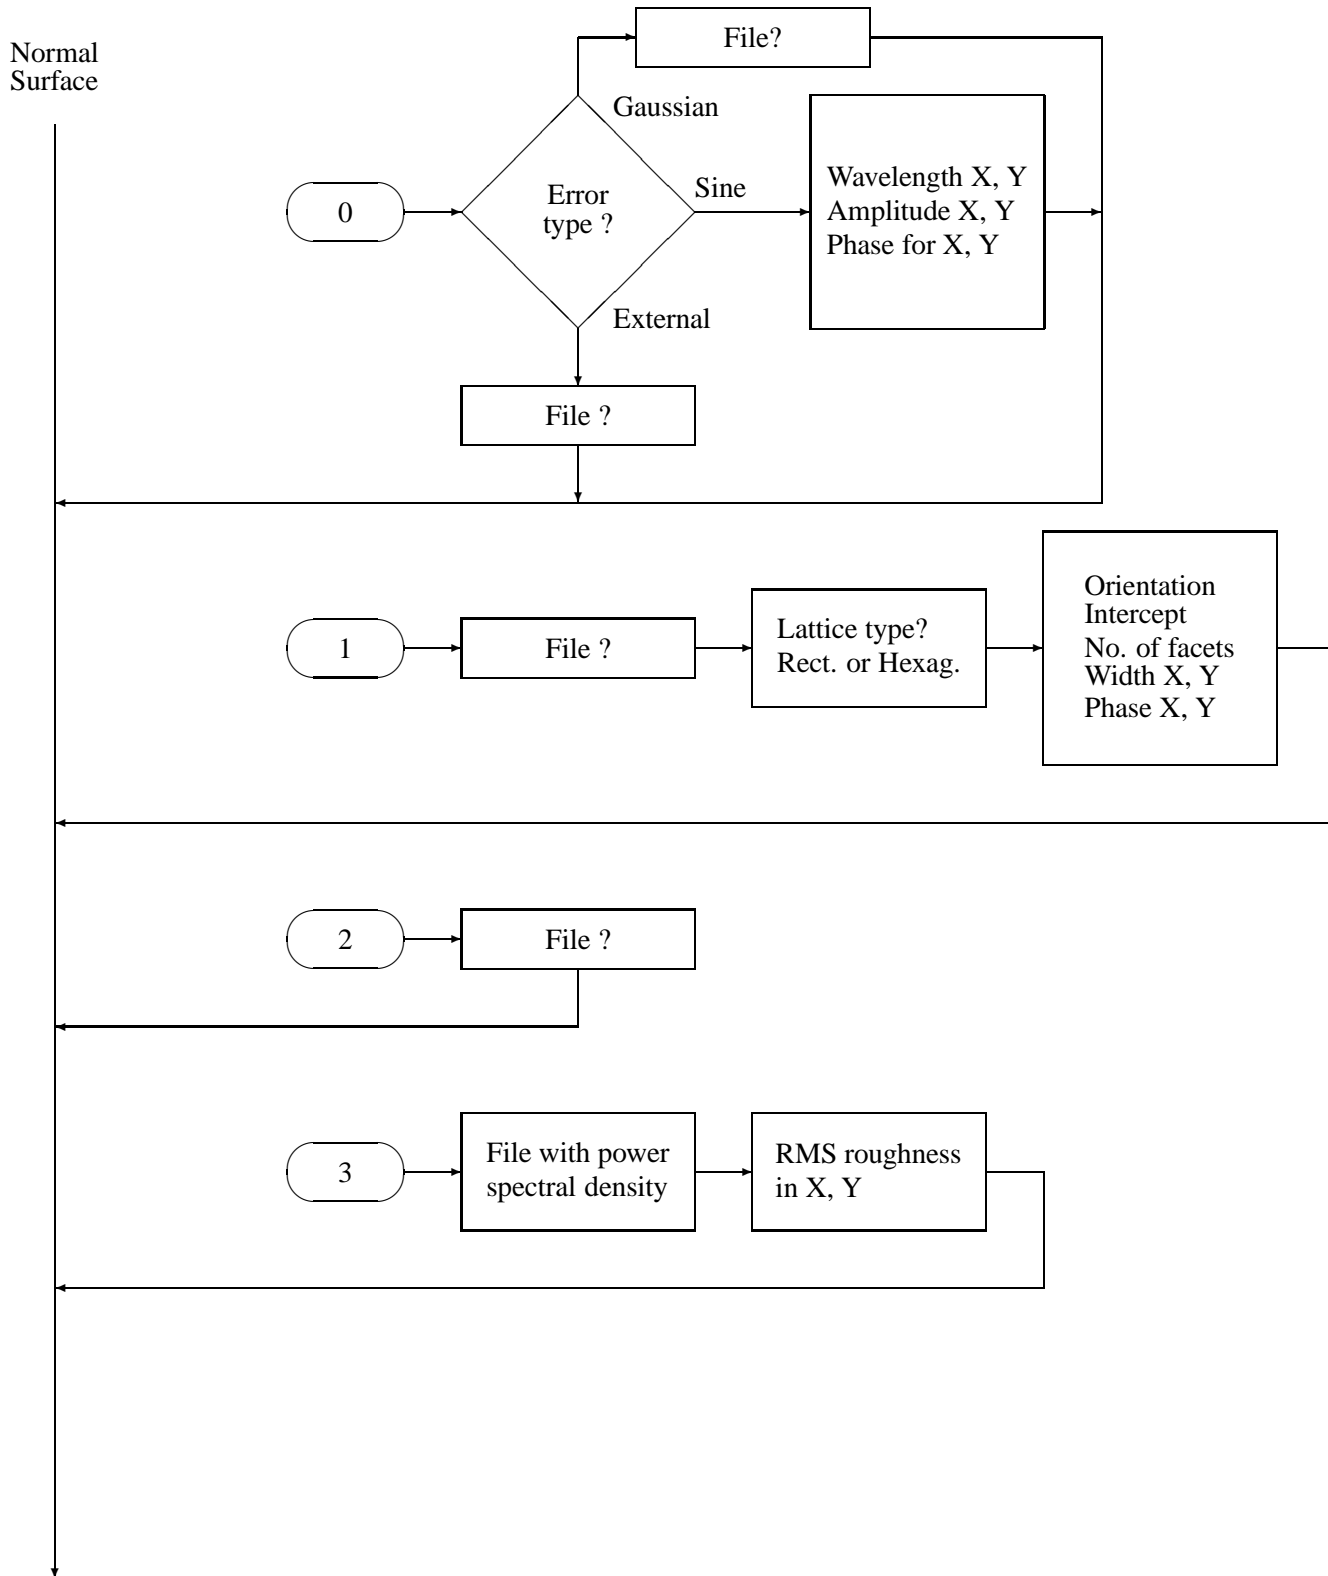 File?
Normal
Surface
Gaussian
Wavelength X, Y
Amplitude X, Y
Phase for X, Y
Sine
Error
type ?
0
External
File ?
Orientation
Intercept
No. of facets
Width X, Y
Phase X, Y
1
File ?
Lattice type?
Rect. or Hexag.
2
File ?
3
File with power
spectral density
RMS roughness
in X, Y